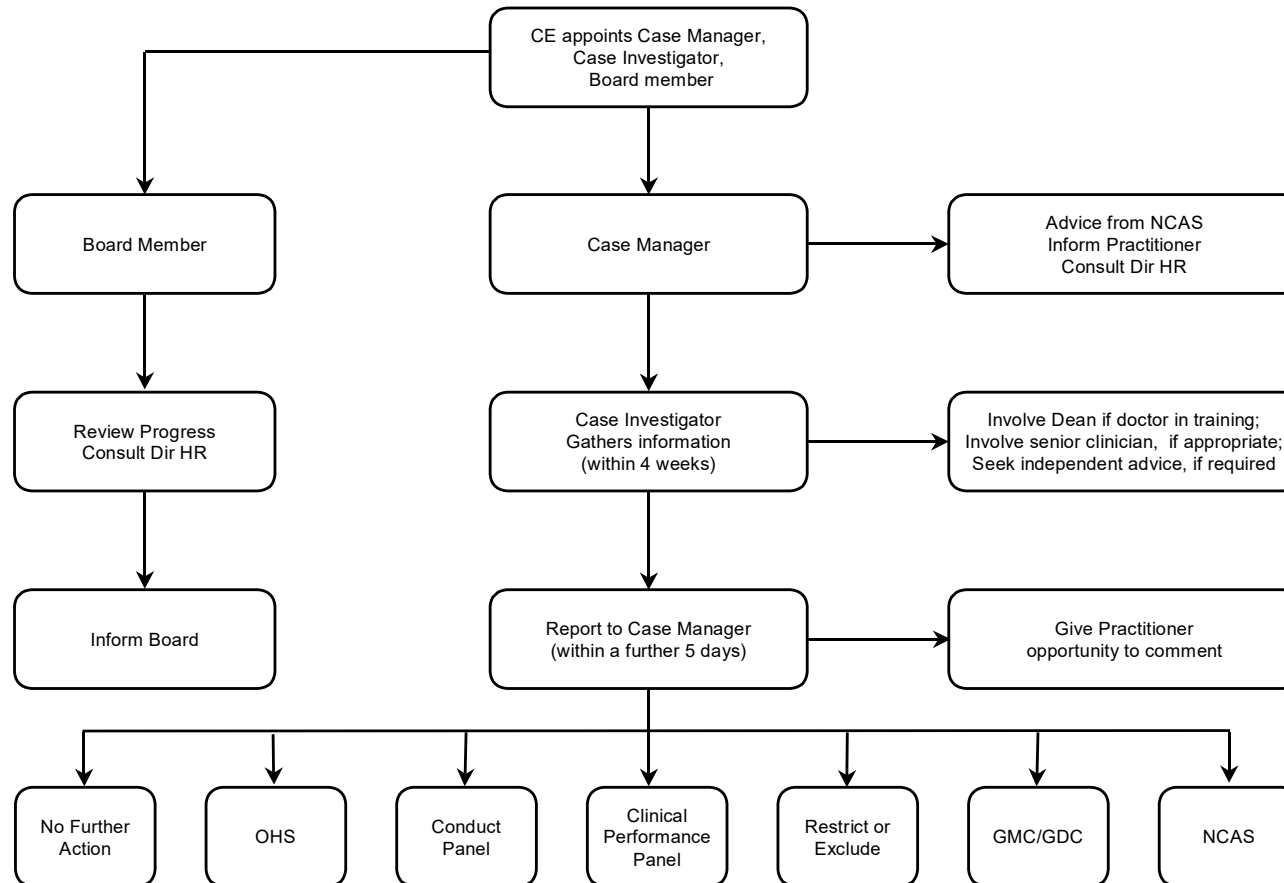 CE appoints Case Manager,
Case Investigator,
Board member
Board Member
Case Manager
Advice from NCAS
Inform Practitioner
Consult Dir HR
Review Progress
Consult Dir HR
Case Investigator
Gathers information
(within 4 weeks)
Involve Dean if doctor in training;
Involve senior clinician, if appropriate;
Seek independent advice, if required
Inform Board
Report to Case Manager
(within a further 5 days)
Give Practitioner
opportunity to comment
No Further
Action
OHS
Conduct
Panel
Clinical
Performance
Panel
Restrict or
Exclude
GMC/GDC
NCAS